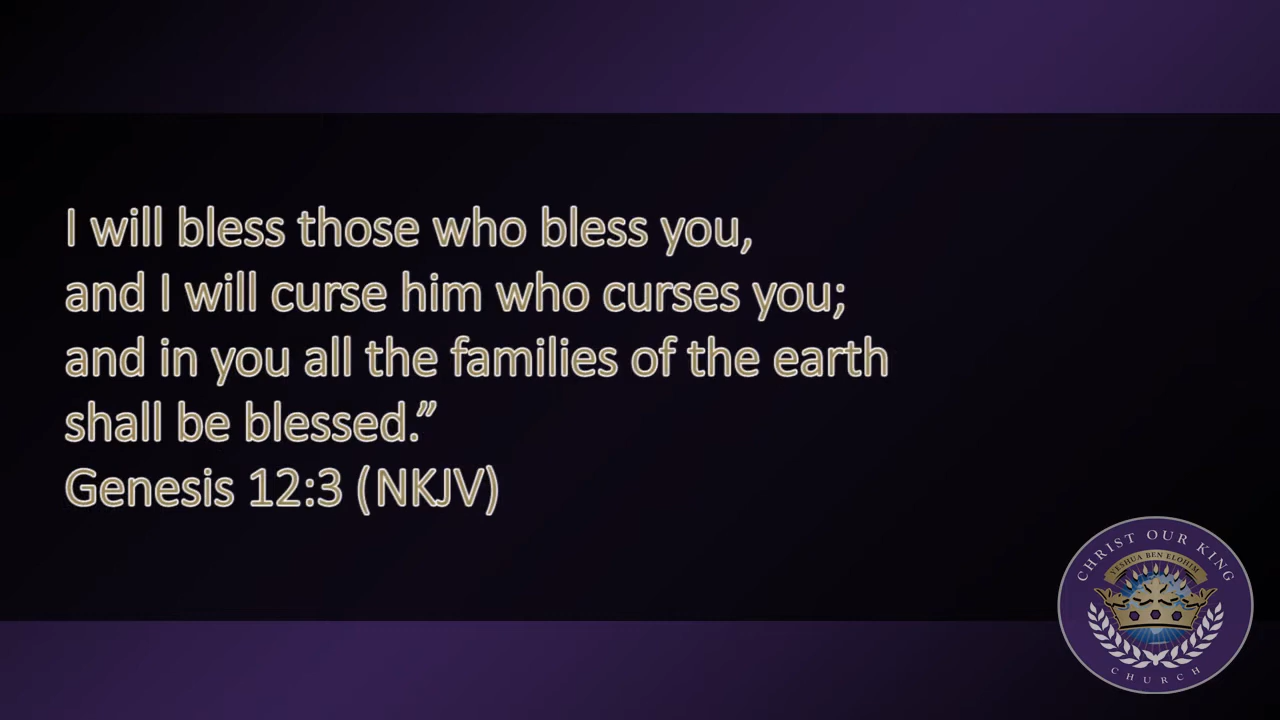 I will bless those who bless you,
and I will curse him who curses you;
and in you all the families of the earth
shall be blessed.”
Genesis 12:3 (NKJV)
CHRIST OUR KING
YESHUA BEN ELOHIM
CHURCH